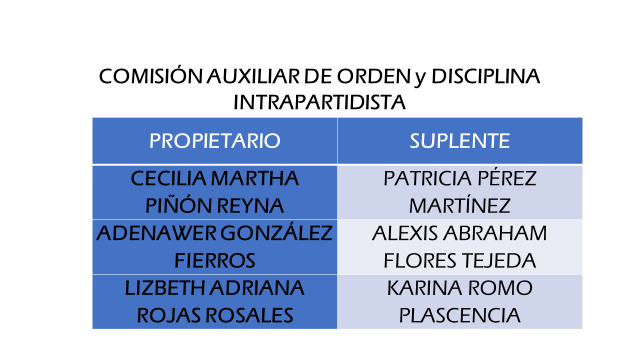 COMISIÓN AUXILIAR DE ORDEN y DISCIPLINA
INTRAPARTIDISTA
PROPIETARIO SUPLENTE
CECILIA MARTHA PATRICIA PÉREZ
PIÑÓN REYNA MARTÍNEZ
ADENAWER GONZÁLEZ ALEXIS ABRAHAM
FIERROS FLORES TEJEDA
LIZBETH ADRIANA KARINA ROMO
ROJAS ROSALES PLASCENCIA